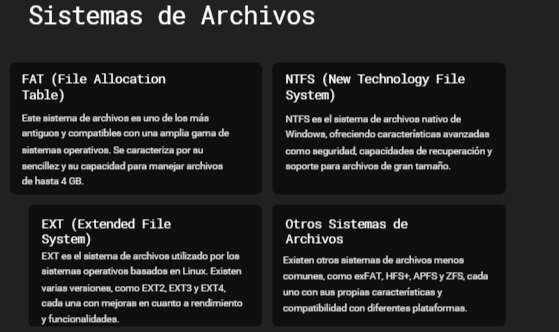 Sistemas de Archivos
FAT (File Allocation
Table)
Este sistema de archivos es uno de los más
antiguos y compatibles con una amplia gama de
sistemas operativos. Se caracteriza por su
sencillez y su capacidad para manejar archivos
de hasta 4 GB.
NTFS (New Technology File
System)
NTFS es el sistema de archivos nativo de
Windows, ofreciendo características avanzadas
como seguridad, capacidades de recuperación y
soporte para archivos de gran tamaño.
EXT (Extended File
System)
EXT es el sistema de archivos utilizado por los
sistemas operativos basados en Linux. Existen
varias versiones, como EXT2, EXT3 y EXT4,
cada una con mejoras en cuanto a rendimiento
y funcionalidades.
Otros Sistemas de
Archivos
Existen otros sistemas de archivos menos
comunes, como exFAT, HFS+, APFS y ZFS, cada
uno con sus propias características y
compatibilidad con diferentes plataformas.